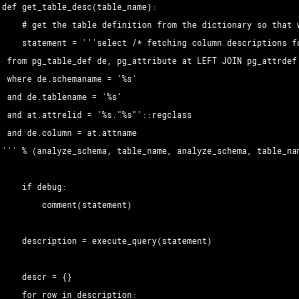 def get_table_desc(table_name):
    # get the table definition from the dictionary so that
    statement = '''select /* fetching column descriptions
 from pg_table_def de, pg_attribute at LEFT JOIN pg_attrdef
 where de.schemaname = '%s'
 and de.tablename = '%s'
 and at.attrelid = '%s."%s"'::regclass
 and de.column = at.attname
''' % (analyze_schema, table_name, analyze_schema,
    if debug:
        comment(statement)
    description = execute_query(statement)
    descr = {}
    for row in description: